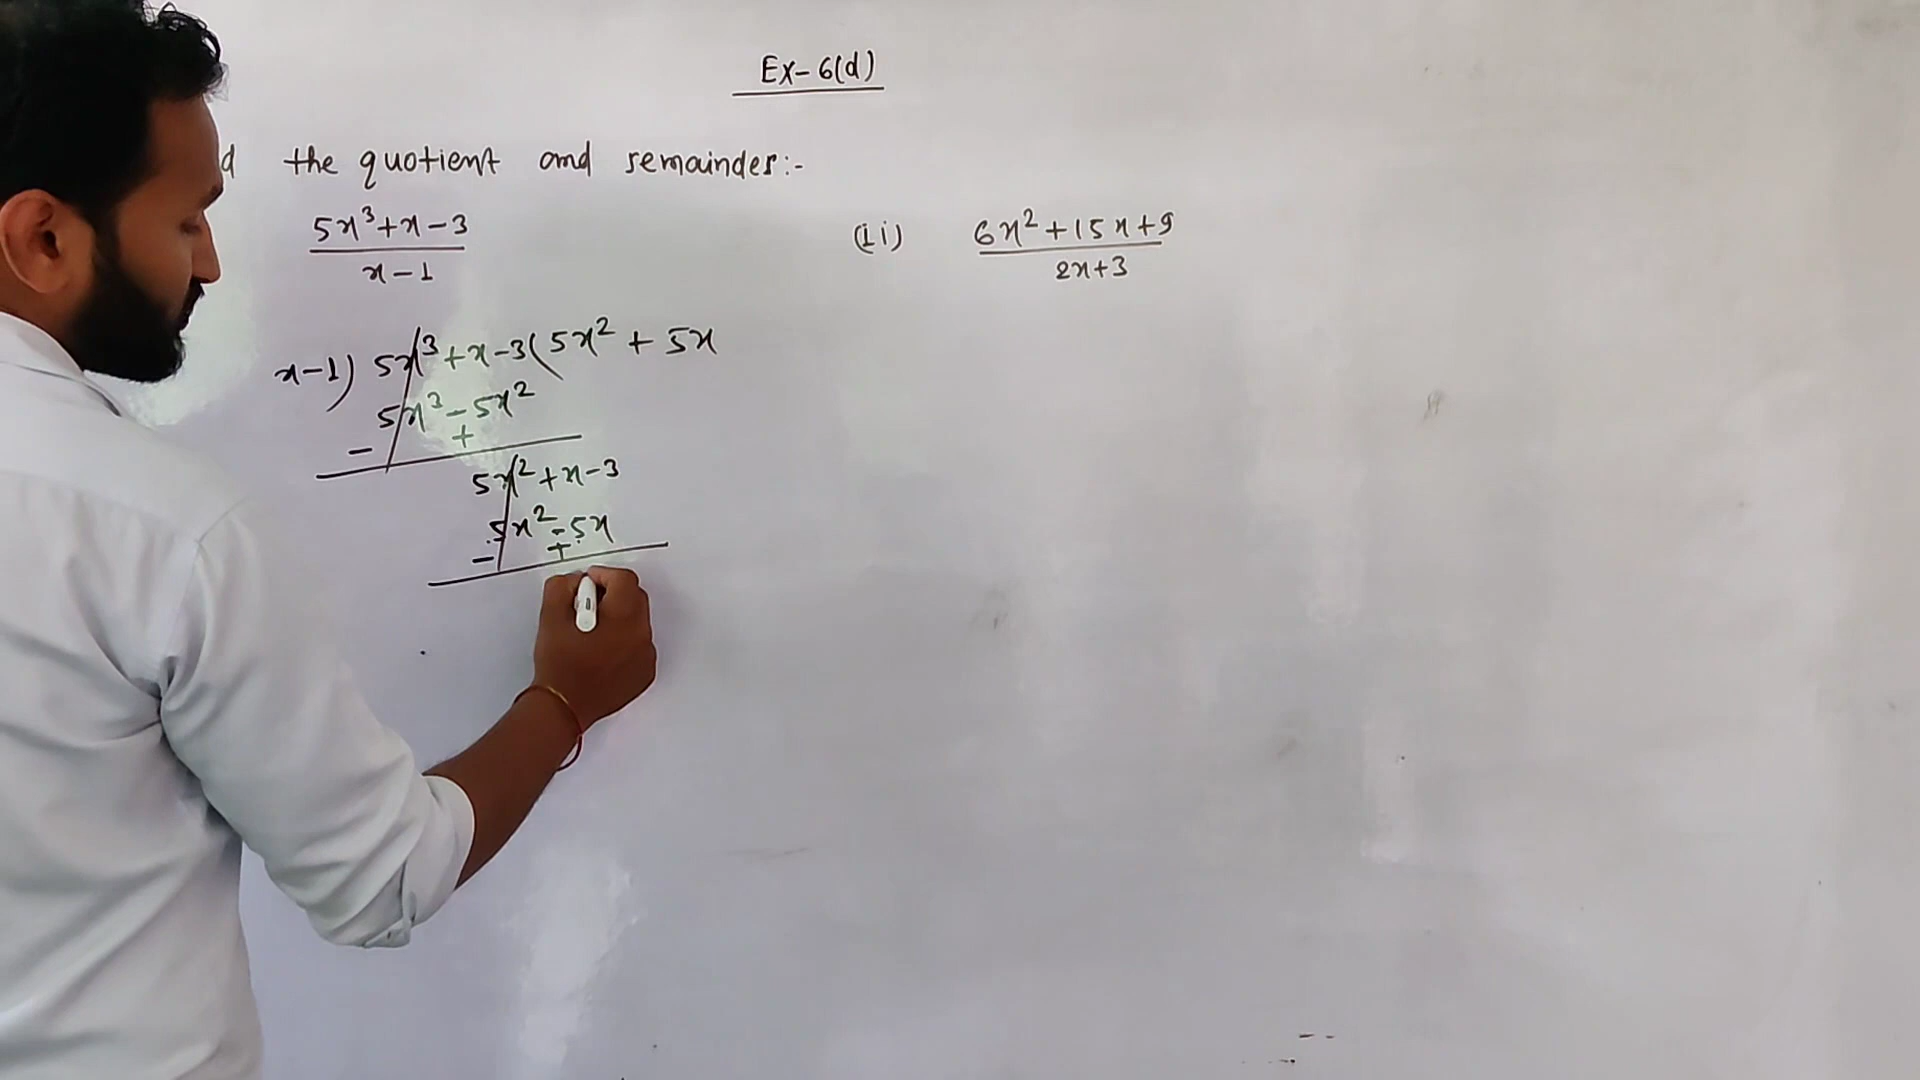 Ex-6(d)
d the quotient and remainder:-
5x³+x-3
x-1
(ii) 6x²+15x+9
2x+3
x-1) 5x³+x-3(5x² + 5x
5x³-5x²
- +
5x²+x-3
5x²-5x
- +